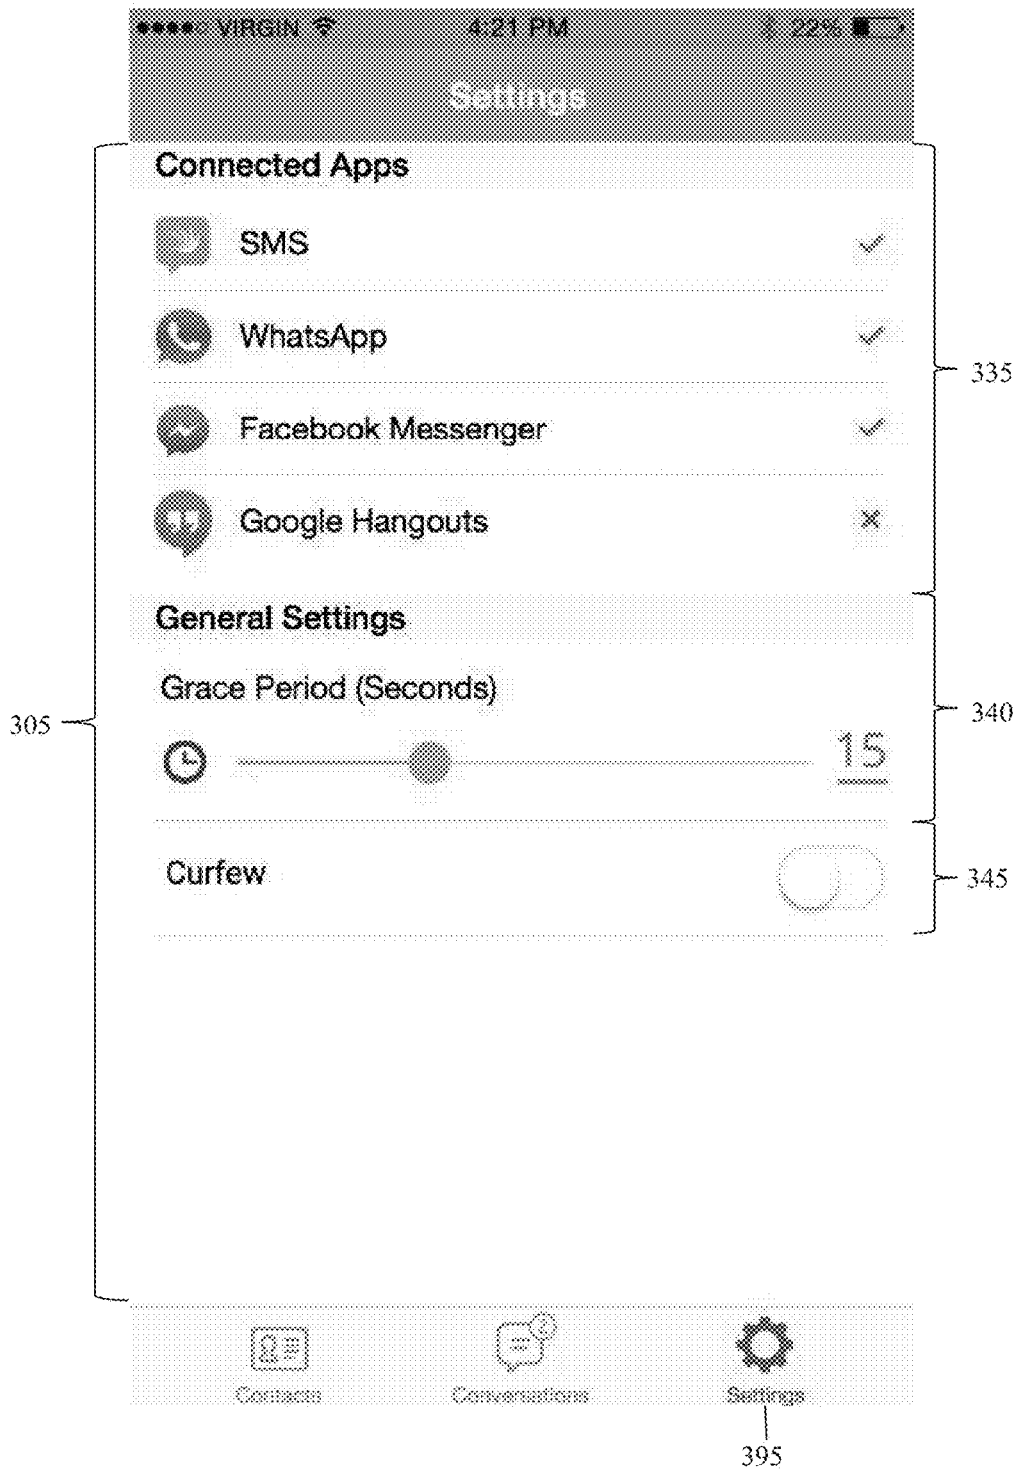 VIRGIN 4:21 PM 22%
Settings
Connected Apps
SMS
WhatsApp
335
Facebook Messenger
Google Hangouts
General Settings
Grace Period (Seconds)
305
340
15
Curfew
345
2
Contacts Conversations Settings
395